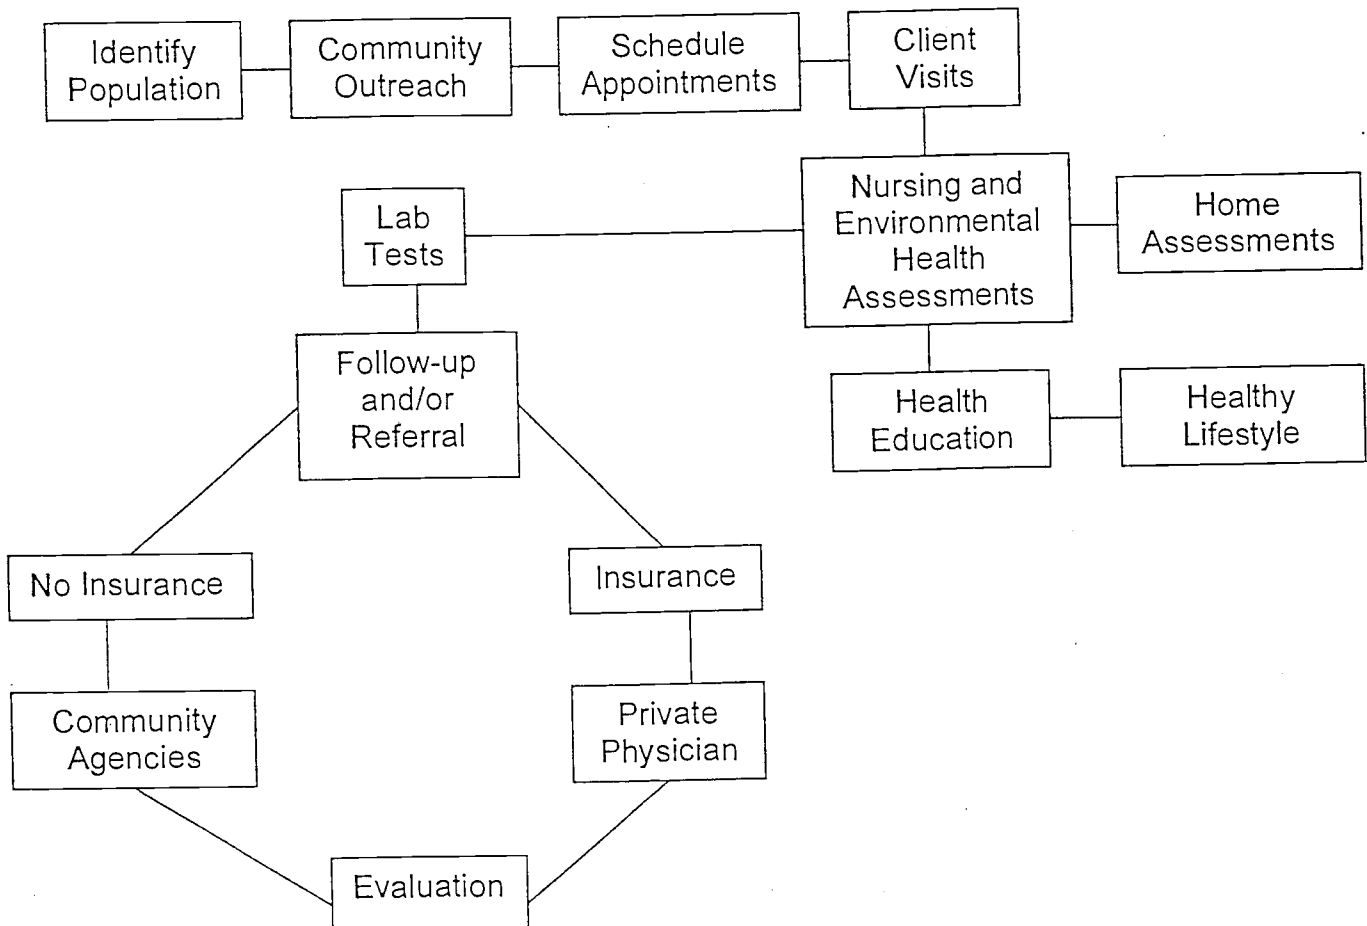 Identify
Population
Community
Outreach
Schedule
Appointments
Client
Visits
Nursing and
Environmental
Health
Assessments
Home
Assessments
Lab
Tests
Follow-up
and/or
Referral
Health
Education
Healthy
Lifestyle
No Insurance
Insurance
Community
Agencies
Private
Physician
Evaluation